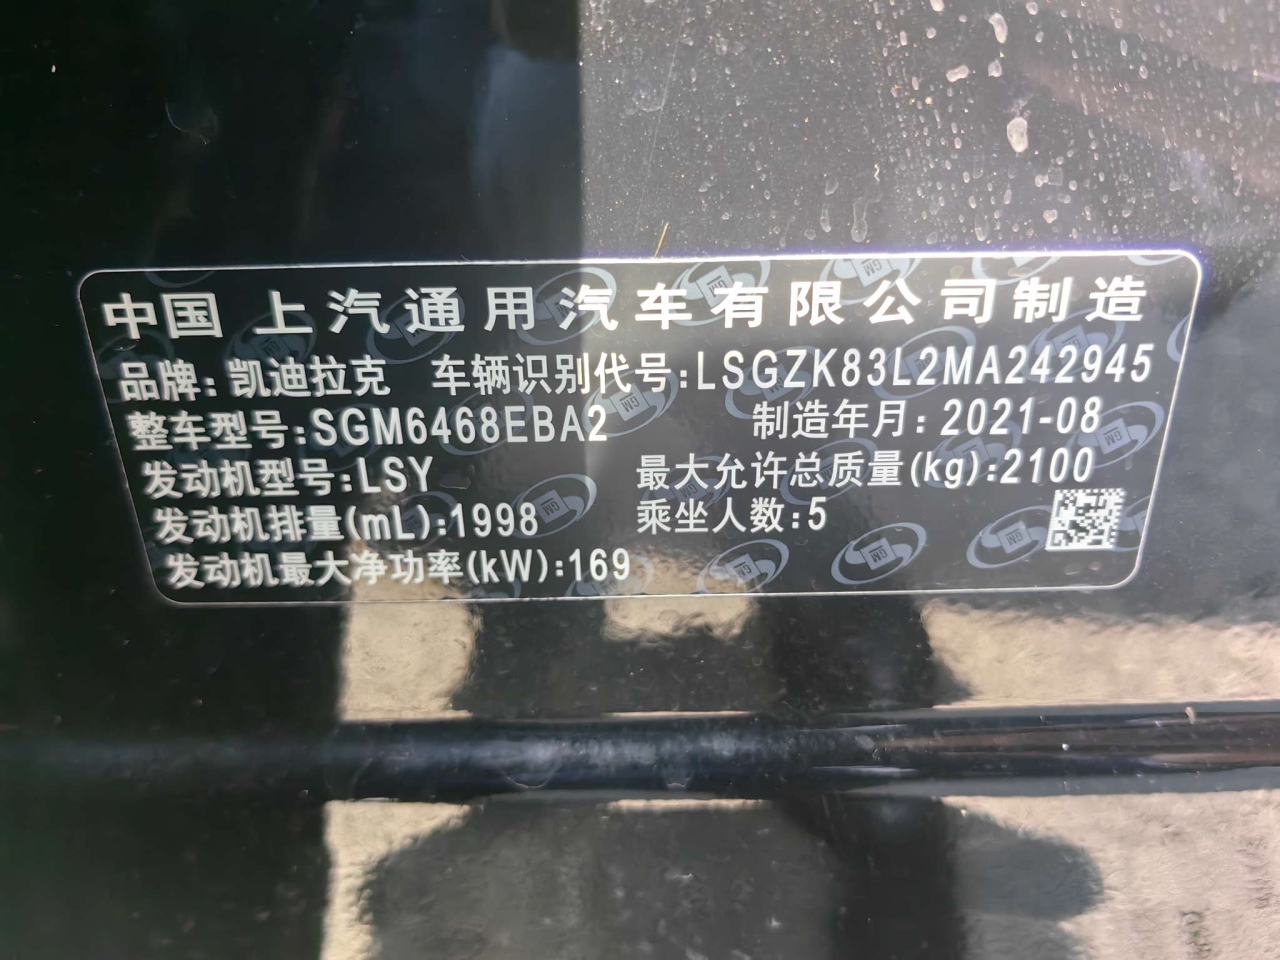 中国 上汽通用汽车有限公司制造
品牌:凯迪拉克 车辆识别代号:LSGZK83L2MA242945
整车型号:SGM6468EBA2 制造年月:2021-08
发动机型号:LSY 最大允许总质量(kg):2100
发动机排量(mL):1998 乘坐人数:5
发动机最大净功率(kW):169